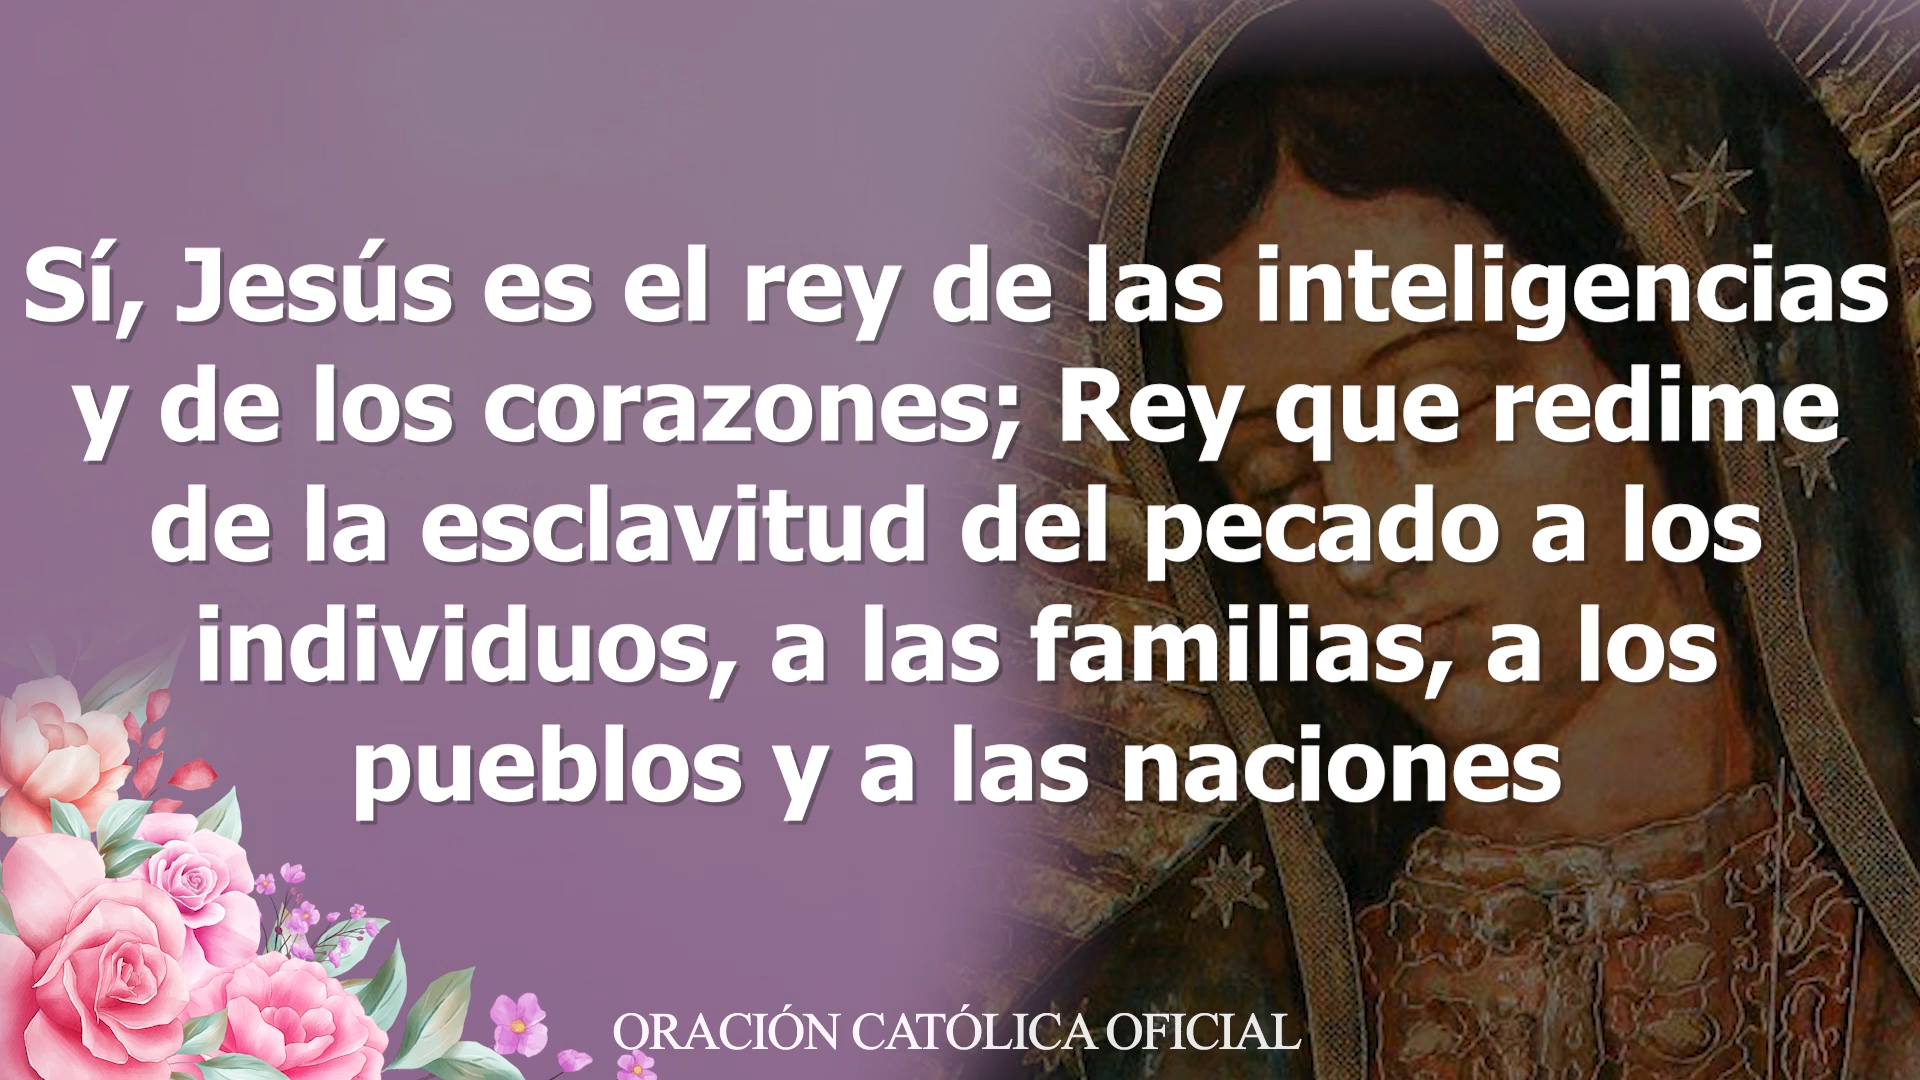 Sí, Jesús es el rey de las inteligencias
y de los corazones; Rey que redime
de la esclavitud del pecado a los
individuos, a las familias, a los
pueblos y a las naciones
ORACIÓN CATÓLICA OFICIAL